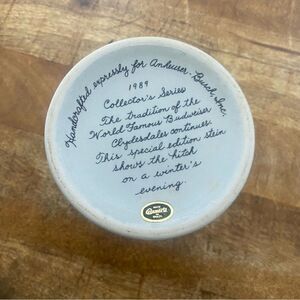 Handcrafted expressly for Anheuser-Busch, Inc.
1989
Collector's Series
The tradition of the
World Famous Budweiser
Clydesdales continues.
This special edition stein
shows the hitch
on a winter's
evening.
Ceramarte